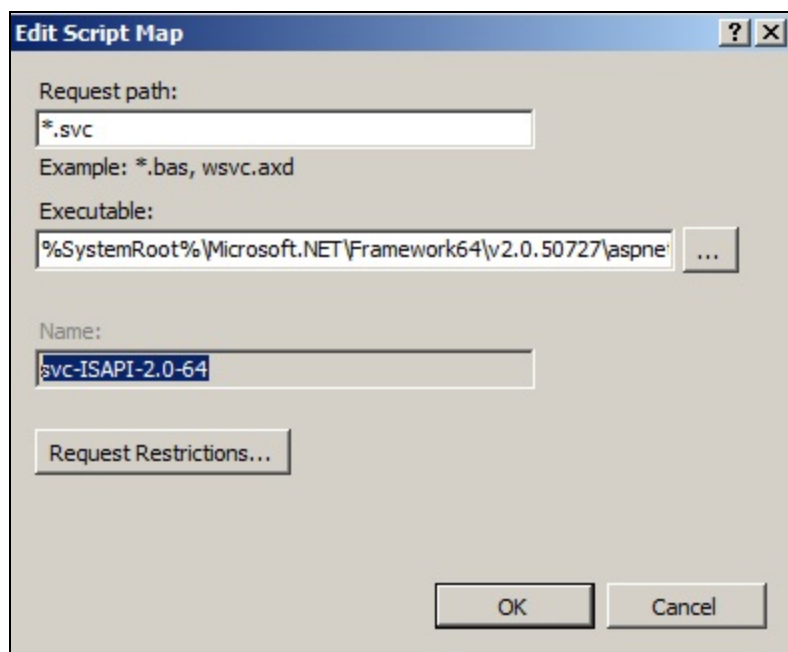 Edit Script Map
Request path:
*.svc
Example: *.bas, wsvc.axd
Executable:
%SystemRoot%\Microsoft.NET\Framework64\v2.0.50727\aspnet
...
Name:
svc-ISAPI-2.0-64
Request Restrictions...
OK Cancel